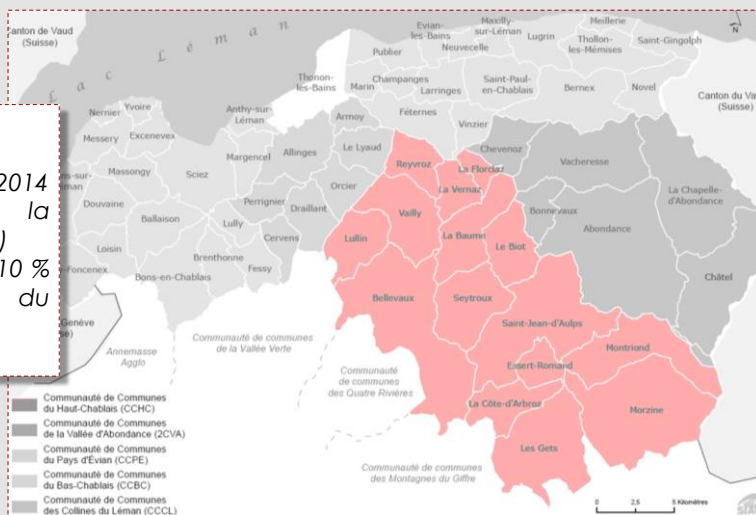 2014
la
)
10 %
du
anton de Vaud
(Suisse)
Lac Léman
Evian-
les-Bains
Maxilly-
sur-Léman
Lugrin
Meillerie
Thollon-
les-Mémises
Saint-Gingolph
Neuvecelle
Publier
N
Thonon-
les-Bains
Marin
Champanges
Larringes
Saint-Paul-
en-Chablais
Bernex
Novel
Canton du Va
Féternes
Vinzier
Nernier
Yvoire
Anthy-sur-
Léman
Messery
Excenevex
Margencel
Allinges
Armoy
Le Lyaud
Reyvroz
Chevenoz
Vacheresse
Massongy
Sciez
Orcier
La Vernaz
La Forclaz
La Chapelle-
d'Abondance
Douvaine
Perrignier
Draillant
Vailly
Bonnevaux
Abondance
Ballaison
Lully
Cervens
Lullin
La Baume
Le Biot
Loisin
Brenthonne
Fessy
Châtel
Bons-en-Chablais
Bellevaux
Seytroux
Saint-Jean-d'Aulps
Genève
Annemasse
Agglo
Communauté de communes
de la Vallée Verte
Montriond
Essert-Romand
Communauté
de communes
des Quatre Rivières
La Côte-d'Arbroz
Morzine
Les Gets
Communauté de communes
des Montagnes du Giffre
Communauté de Communes
du Haut-Chablais (CCHC)
Communauté de Communes
de la Vallée d'Abondance (2CVA)
Communauté de Communes
du Pays d'Évian (CCPE)
Communauté de Communes
du Bas-Chablais (CCBC)
Communauté de Communes
des Collines du Léman (CCCL)
0 2,5 5 Kilomètres